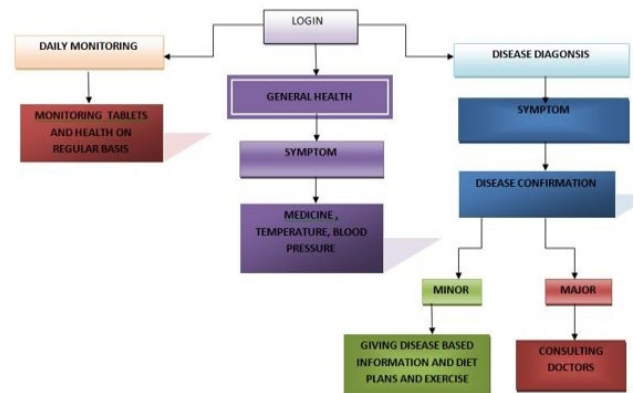 LOGIN
DAILY MONITORING
DISEASE DIAGONSIS
GENERAL HEALTH
MONITORING TABLETS
AND HEALTH ON
REGULAR BASIS
SYMPTOM
SYMPTOM
DISEASE CONFIRMATION
MEDICINE ,
TEMPERATURE, BLOOD
PRESSURE
MINOR
MAJOR
GIVING DISEASE BASED
INFORMATION AND DIET
PLANS AND EXERCISE
CONSULTING
DOCTORS